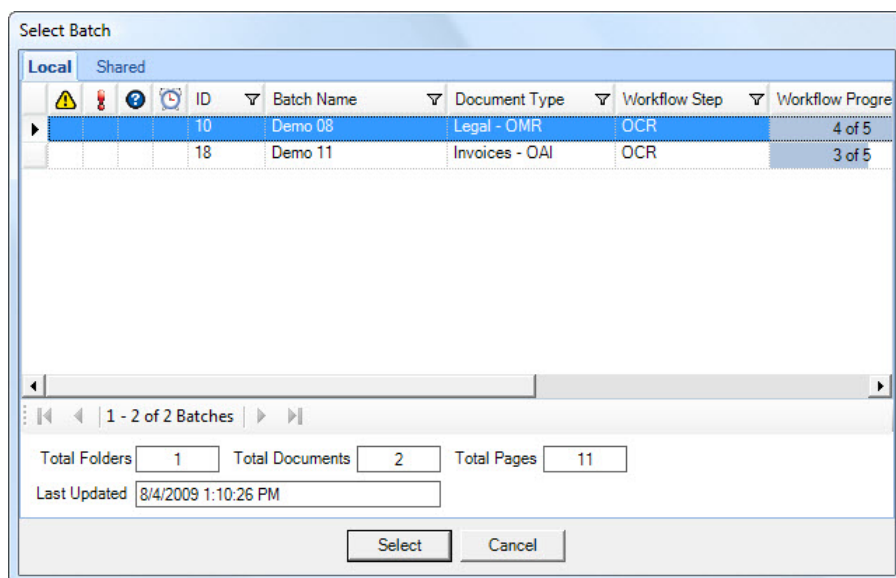 Select Batch
Local Shared
ID Batch Name Document Type Workflow Step Workflow Progre
10 Demo 08 Legal - OMR OCR 4 of 5
18 Demo 11 Invoices - OAI OCR 3 of 5
1 - 2 of 2 Batches
Total Folders 1 Total Documents 2 Total Pages 11
Last Updated 8/4/2009 1:10:26 PM
Select Cancel